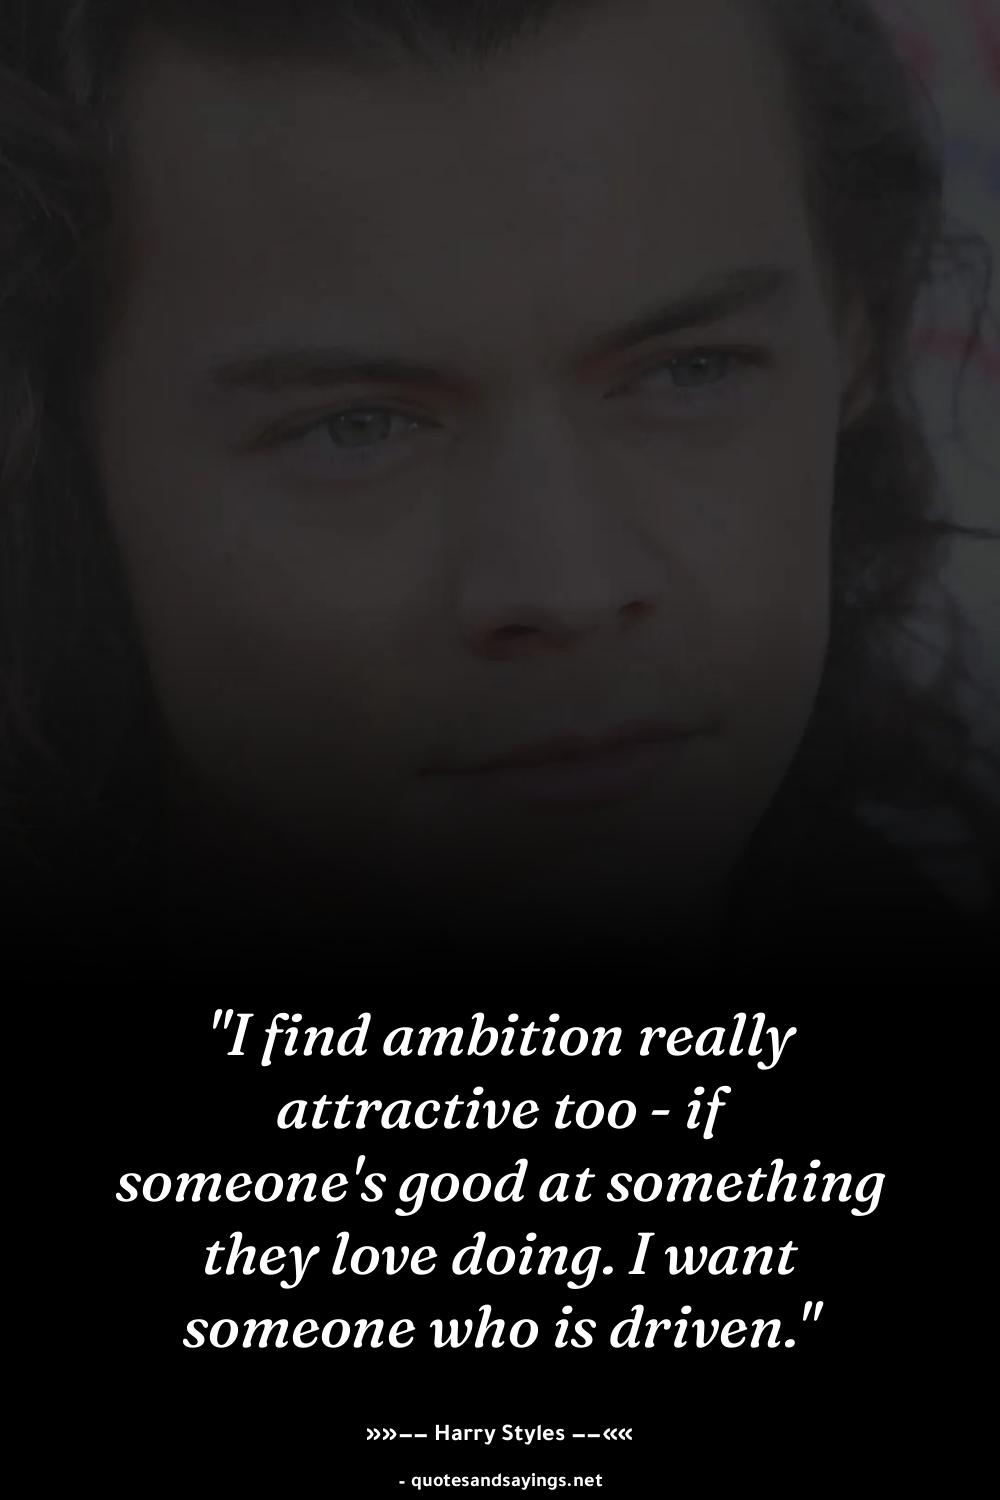 "I find ambition really
attractive too - if
someone's good at something
they love doing. I want
someone who is driven."
»»–– Harry Styles ––««
- quotesandsayings.net